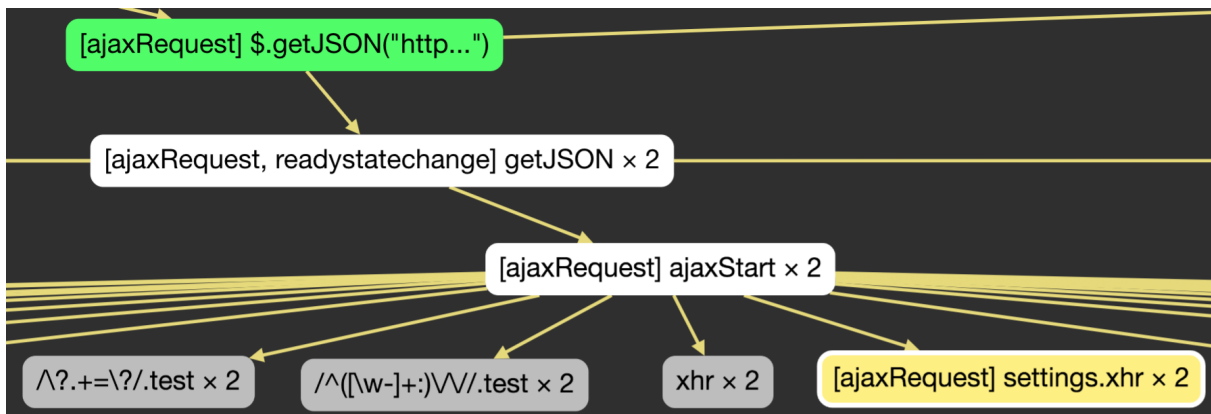 [ajaxRequest] $.getJSON("http...")
[ajaxRequest, readystatechange] getJSON × 2
[ajaxRequest] ajaxStart × 2
/\?.+=\?/.test × 2
/^([\w-]+:)\/\//.test × 2
xhr × 2
[ajaxRequest] settings.xhr × 2